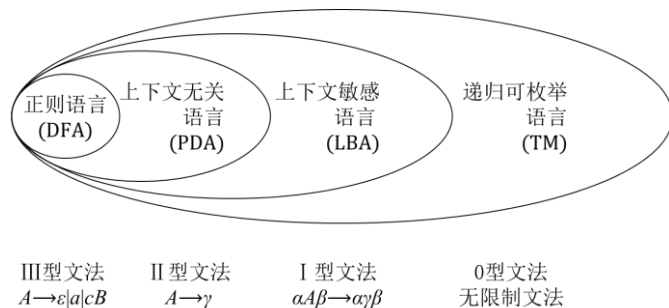 正则语言
(DFA)
上下文无关
语言
(PDA)
上下文敏感
语言
(LBA)
递归可枚举
语言
(TM)
III型文法
A→ε|a|cB
II型文法
A→γ
I型文法
αAβ→αγβ
0型文法
无限制文法